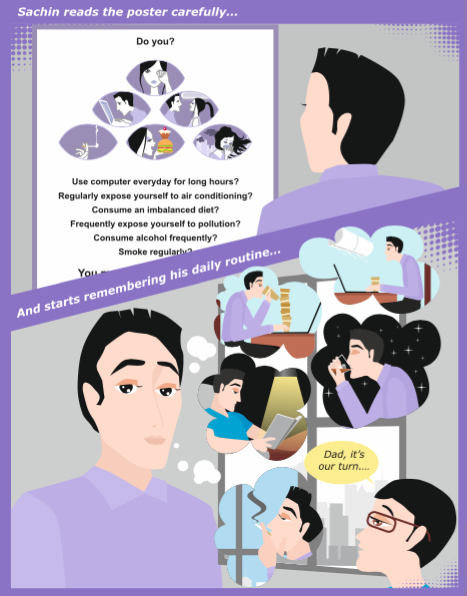 Sachin reads the poster carefully...
Do you?
Use computer everyday for long hours?
Regularly expose yourself to air conditioning?
Consume an imbalanced diet?
Frequently expose yourself to pollution?
Consume alcohol frequently?
Smoke regularly?
You
And starts remembering his daily routine...
Dad, it's
our turn....